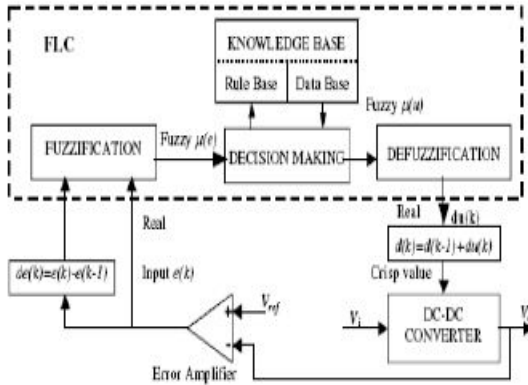 FLC
KNOWLEDGE BASE
Rule Base
Data Base
Fuzzy μ(e)
Fuzzy μ(u)
FUZZIFICATION
DECISION MAKING
DEFUZZIFICATION
Real
Real
du(k)
de(k)=e(k)-e(k-1)
Input e(k)
d(k)=d(k-1)+du(k)
Crisp value
Vref
+
-
Vi
DC-DC
CONVERTER
Error Amplifier